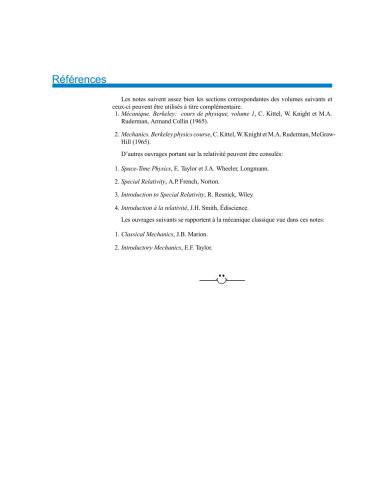 Références
Les notes suivent assez bien les sections correspondantes des volumes suivants et
ceux-ci peuvent être utilisés à titre complémentaire.
1. Mécanique. Berkeley: cours de physique, volume 1, C. Kittel, W. Knight et M.A.
Ruderman, Armand Collin (1965).
2. Mechanics. Berkeley physics course, C. Kittel, W. Knight et M.A. Ruderman, McGraw-
Hill (1965).
D'autres ouvrages portant sur la relativité peuvent être consulés:
1. Space-Time Physics, E. Taylor et J.A. Wheeler, Longmann.
2. Special Relativity, A.P. French, Norton.
3. Introduction to Special Relativity, R. Resnick, Wiley.
4. Introduction à la relativité, J.H. Smith, Édiscience.
Les ouvrages suivants se rapportent à la mécanique classique vue dans ces notes:
1. Classical Mechanics, J.B. Marion.
2. Introductory Mechanics, E.F. Taylor.